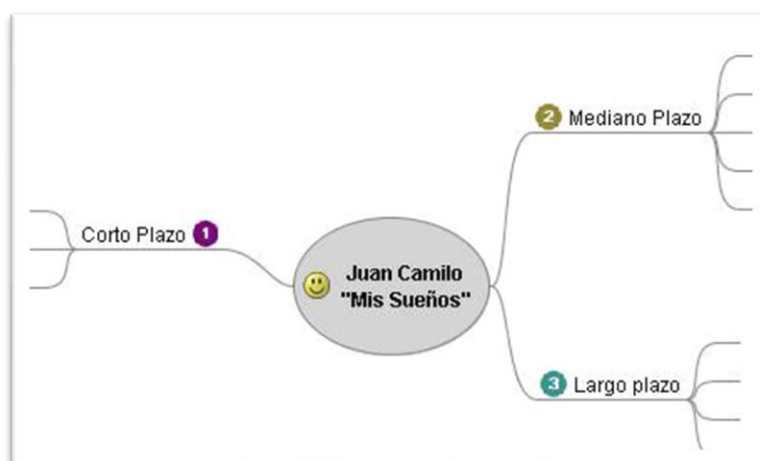 Juan Camilo
"Mis Sueños"
1 Corto Plazo
2 Mediano Plazo
3 Largo plazo